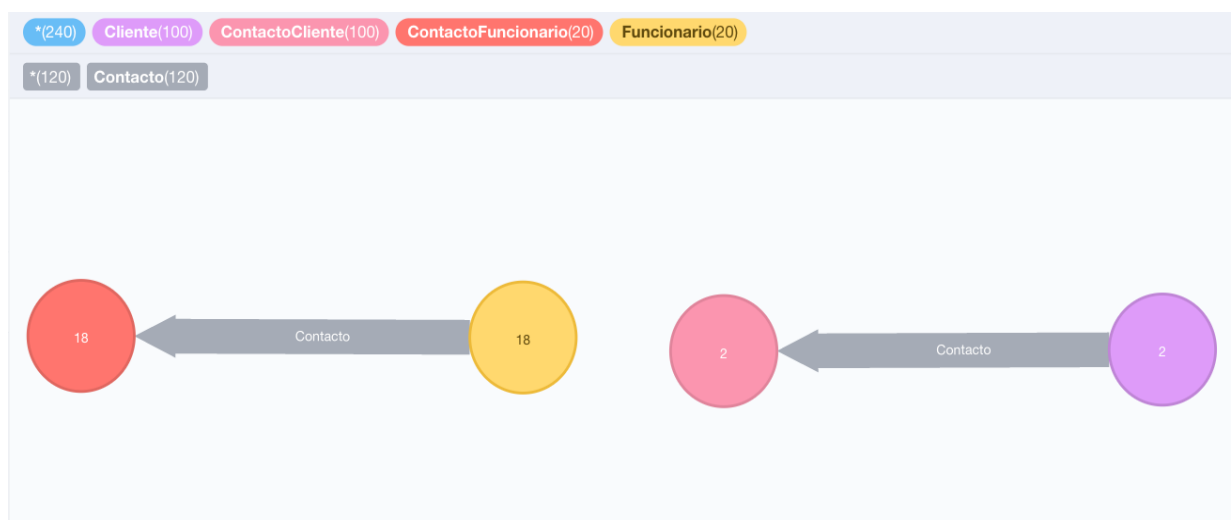 *(240) Cliente(100) ContactoCliente(100) ContactoFuncionario(20) Funcionario(20)
*(120) Contacto(120)
18 Contacto 18
2 Contacto 2